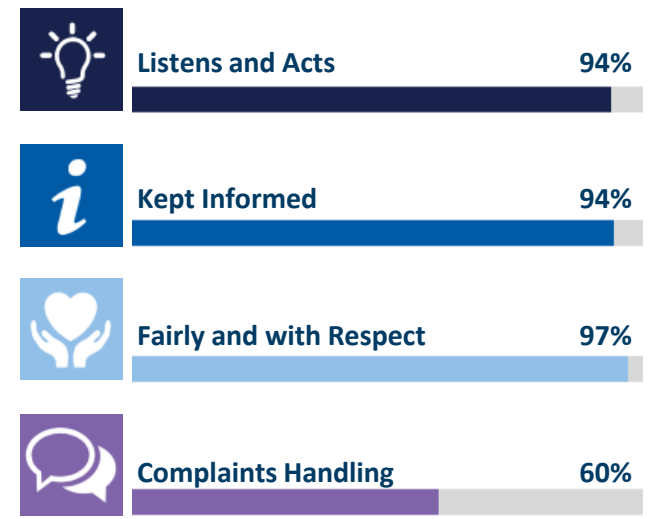 Listens and Acts 94%
Kept Informed 94%
Fairly and with Respect 97%
Complaints Handling 60%